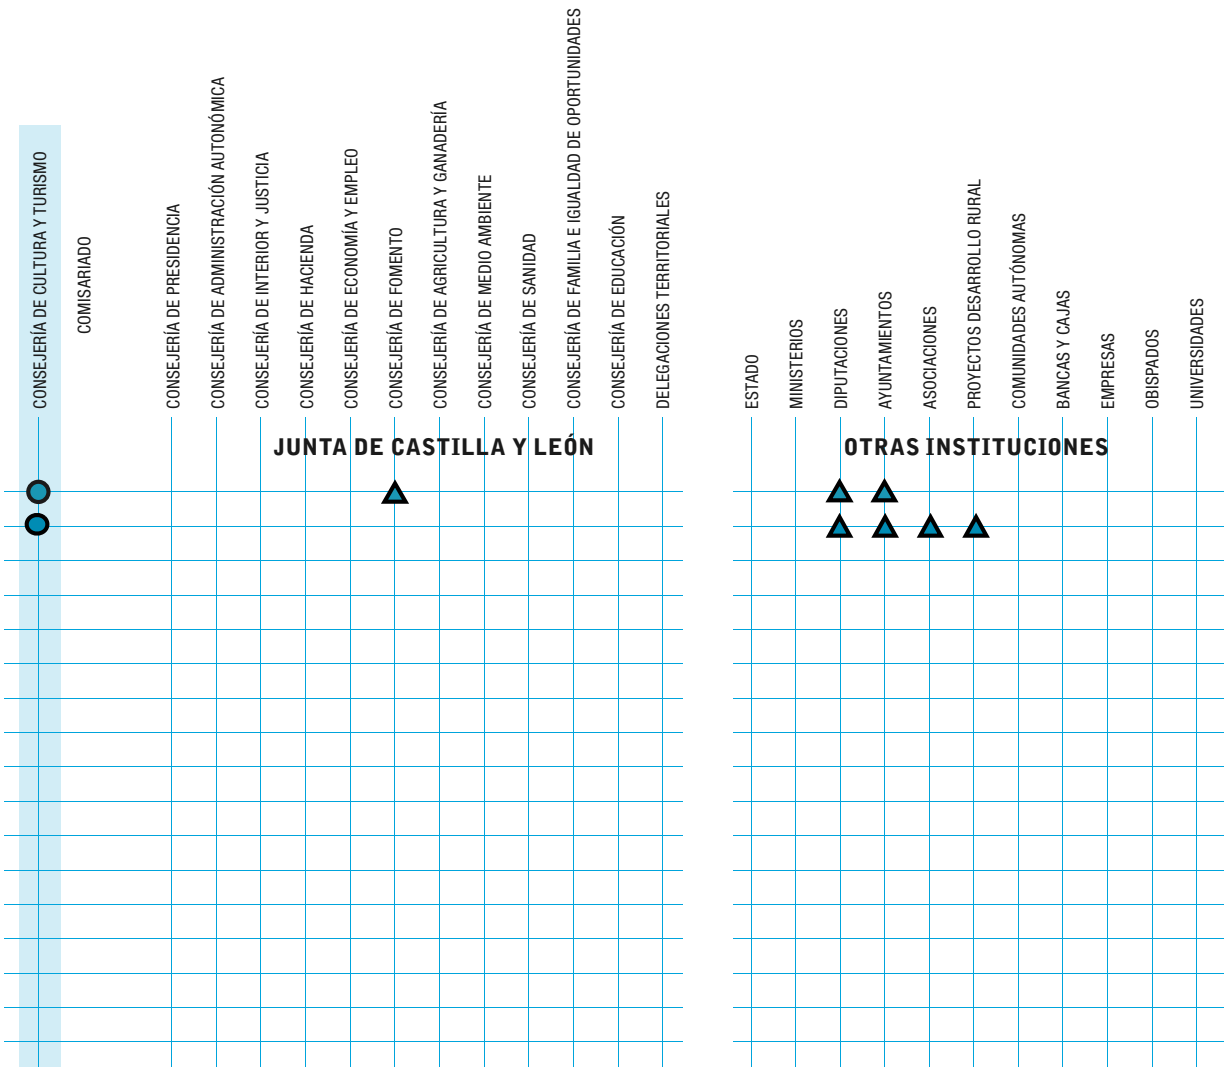 CONSEJERÍA DE CULTURA Y TURISMO
COMISARIADO
CONSEJERÍA DE PRESIDENCIA
CONSEJERÍA DE ADMINISTRACIÓN AUTONÓMICA
CONSEJERÍA DE INTERIOR Y JUSTICIA
CONSEJERÍA DE HACIENDA
CONSEJERÍA DE ECONOMÍA Y EMPLEO
CONSEJERÍA DE FOMENTO
CONSEJERÍA DE AGRICULTURA Y GANADERÍA
CONSEJERÍA DE MEDIO AMBIENTE
CONSEJERÍA DE SANIDAD
CONSEJERÍA DE FAMILIA E IGUALDAD DE OPORTUNIDADES
CONSEJERÍA DE EDUCACIÓN
DELEGACIONES TERRITORIALES
ESTADO
MINISTERIOS
DIPUTACIONES
AYUNTAMIENTOS
ASOCIACIONES
PROYECTOS DESARROLLO RURAL
COMUNIDADES AUTÓNOMAS
BANCAS Y CAJAS
EMPRESAS
OBISPADOS
UNIVERSIDADES
JUNTA DE CASTILLA Y LEÓN
OTRAS INSTITUCIONES